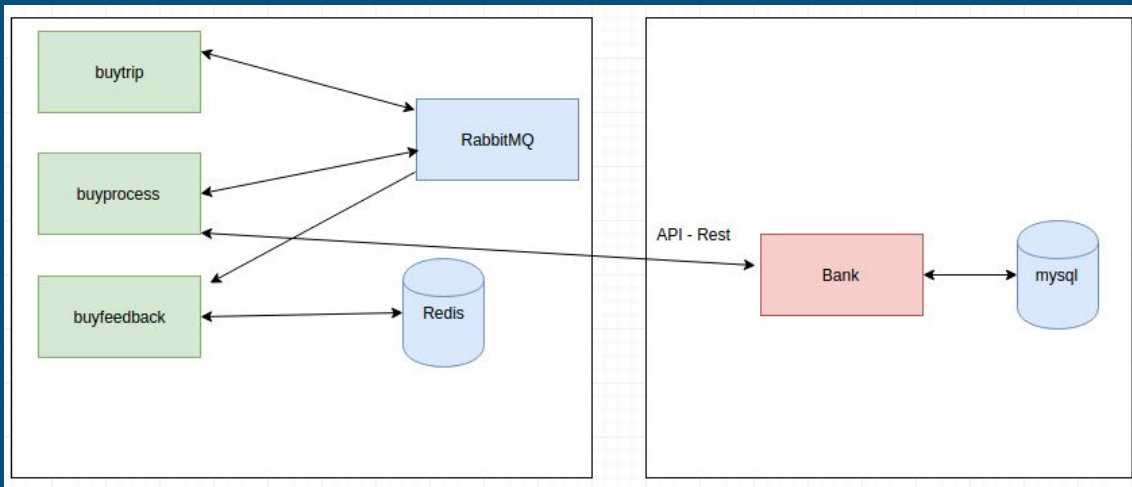 buytrip
RabbitMQ
buyprocess
API - Rest
Bank
mysql
buyfeedback
Redis